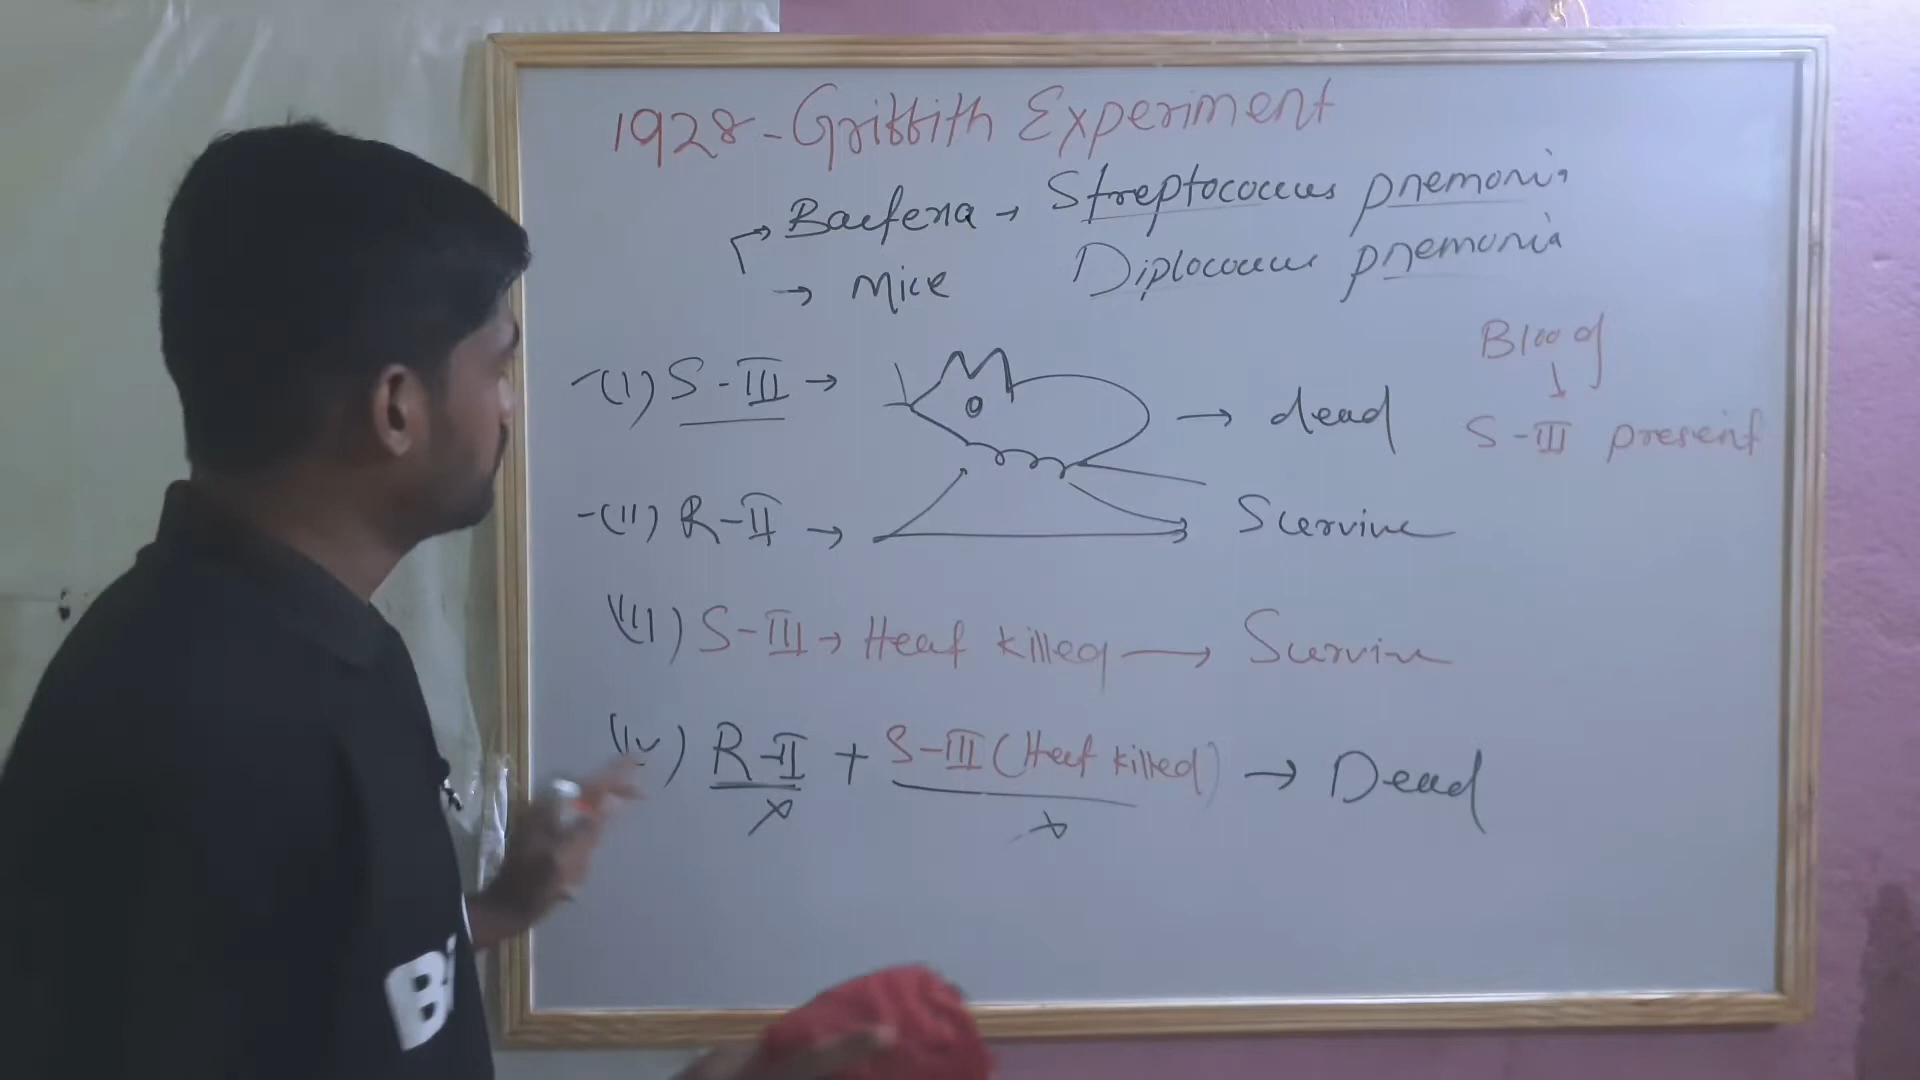 1928 - Griffith Experiment
→ Bacteria → Streptococcus pnemonia
→ Mice Diplococcus pnemonia
Blood
↓
(I) S-III → → dead S-III present
(II) R-II → Survive
(III) S-III → Heat killed → Survive
(IV) R-II + S-III (Heat killed) → Dead
B